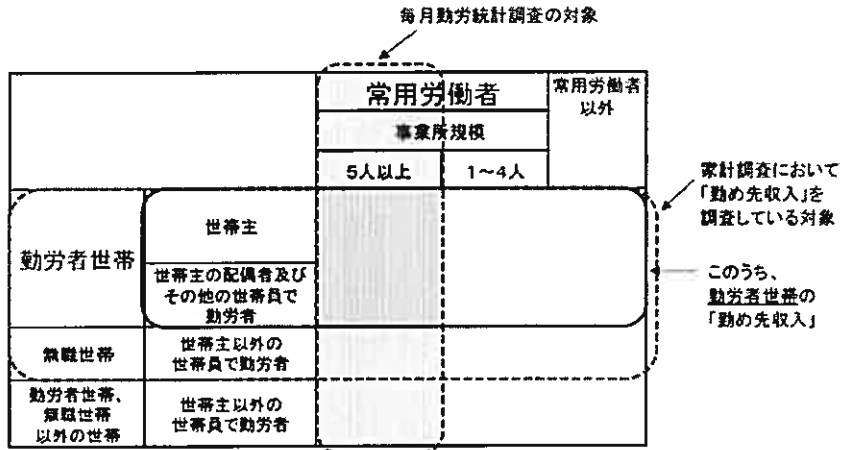 毎月勤労統計調査の対象
常用労働者
常用労働者
以外
事業所規模
5人以上
1～4人
家計調査において
「勤め先収入」を
調査している対象
勤労者世帯
世帯主
世帯主の配偶者及び
その他の世帯員で
勤労者
このうち、
勤労者世帯の
「勤め先収入」
無職世帯
世帯主以外の
世帯員で勤労者
勤労者世帯、
無職世帯
以外の世帯
世帯主以外の
世帯員で勤労者